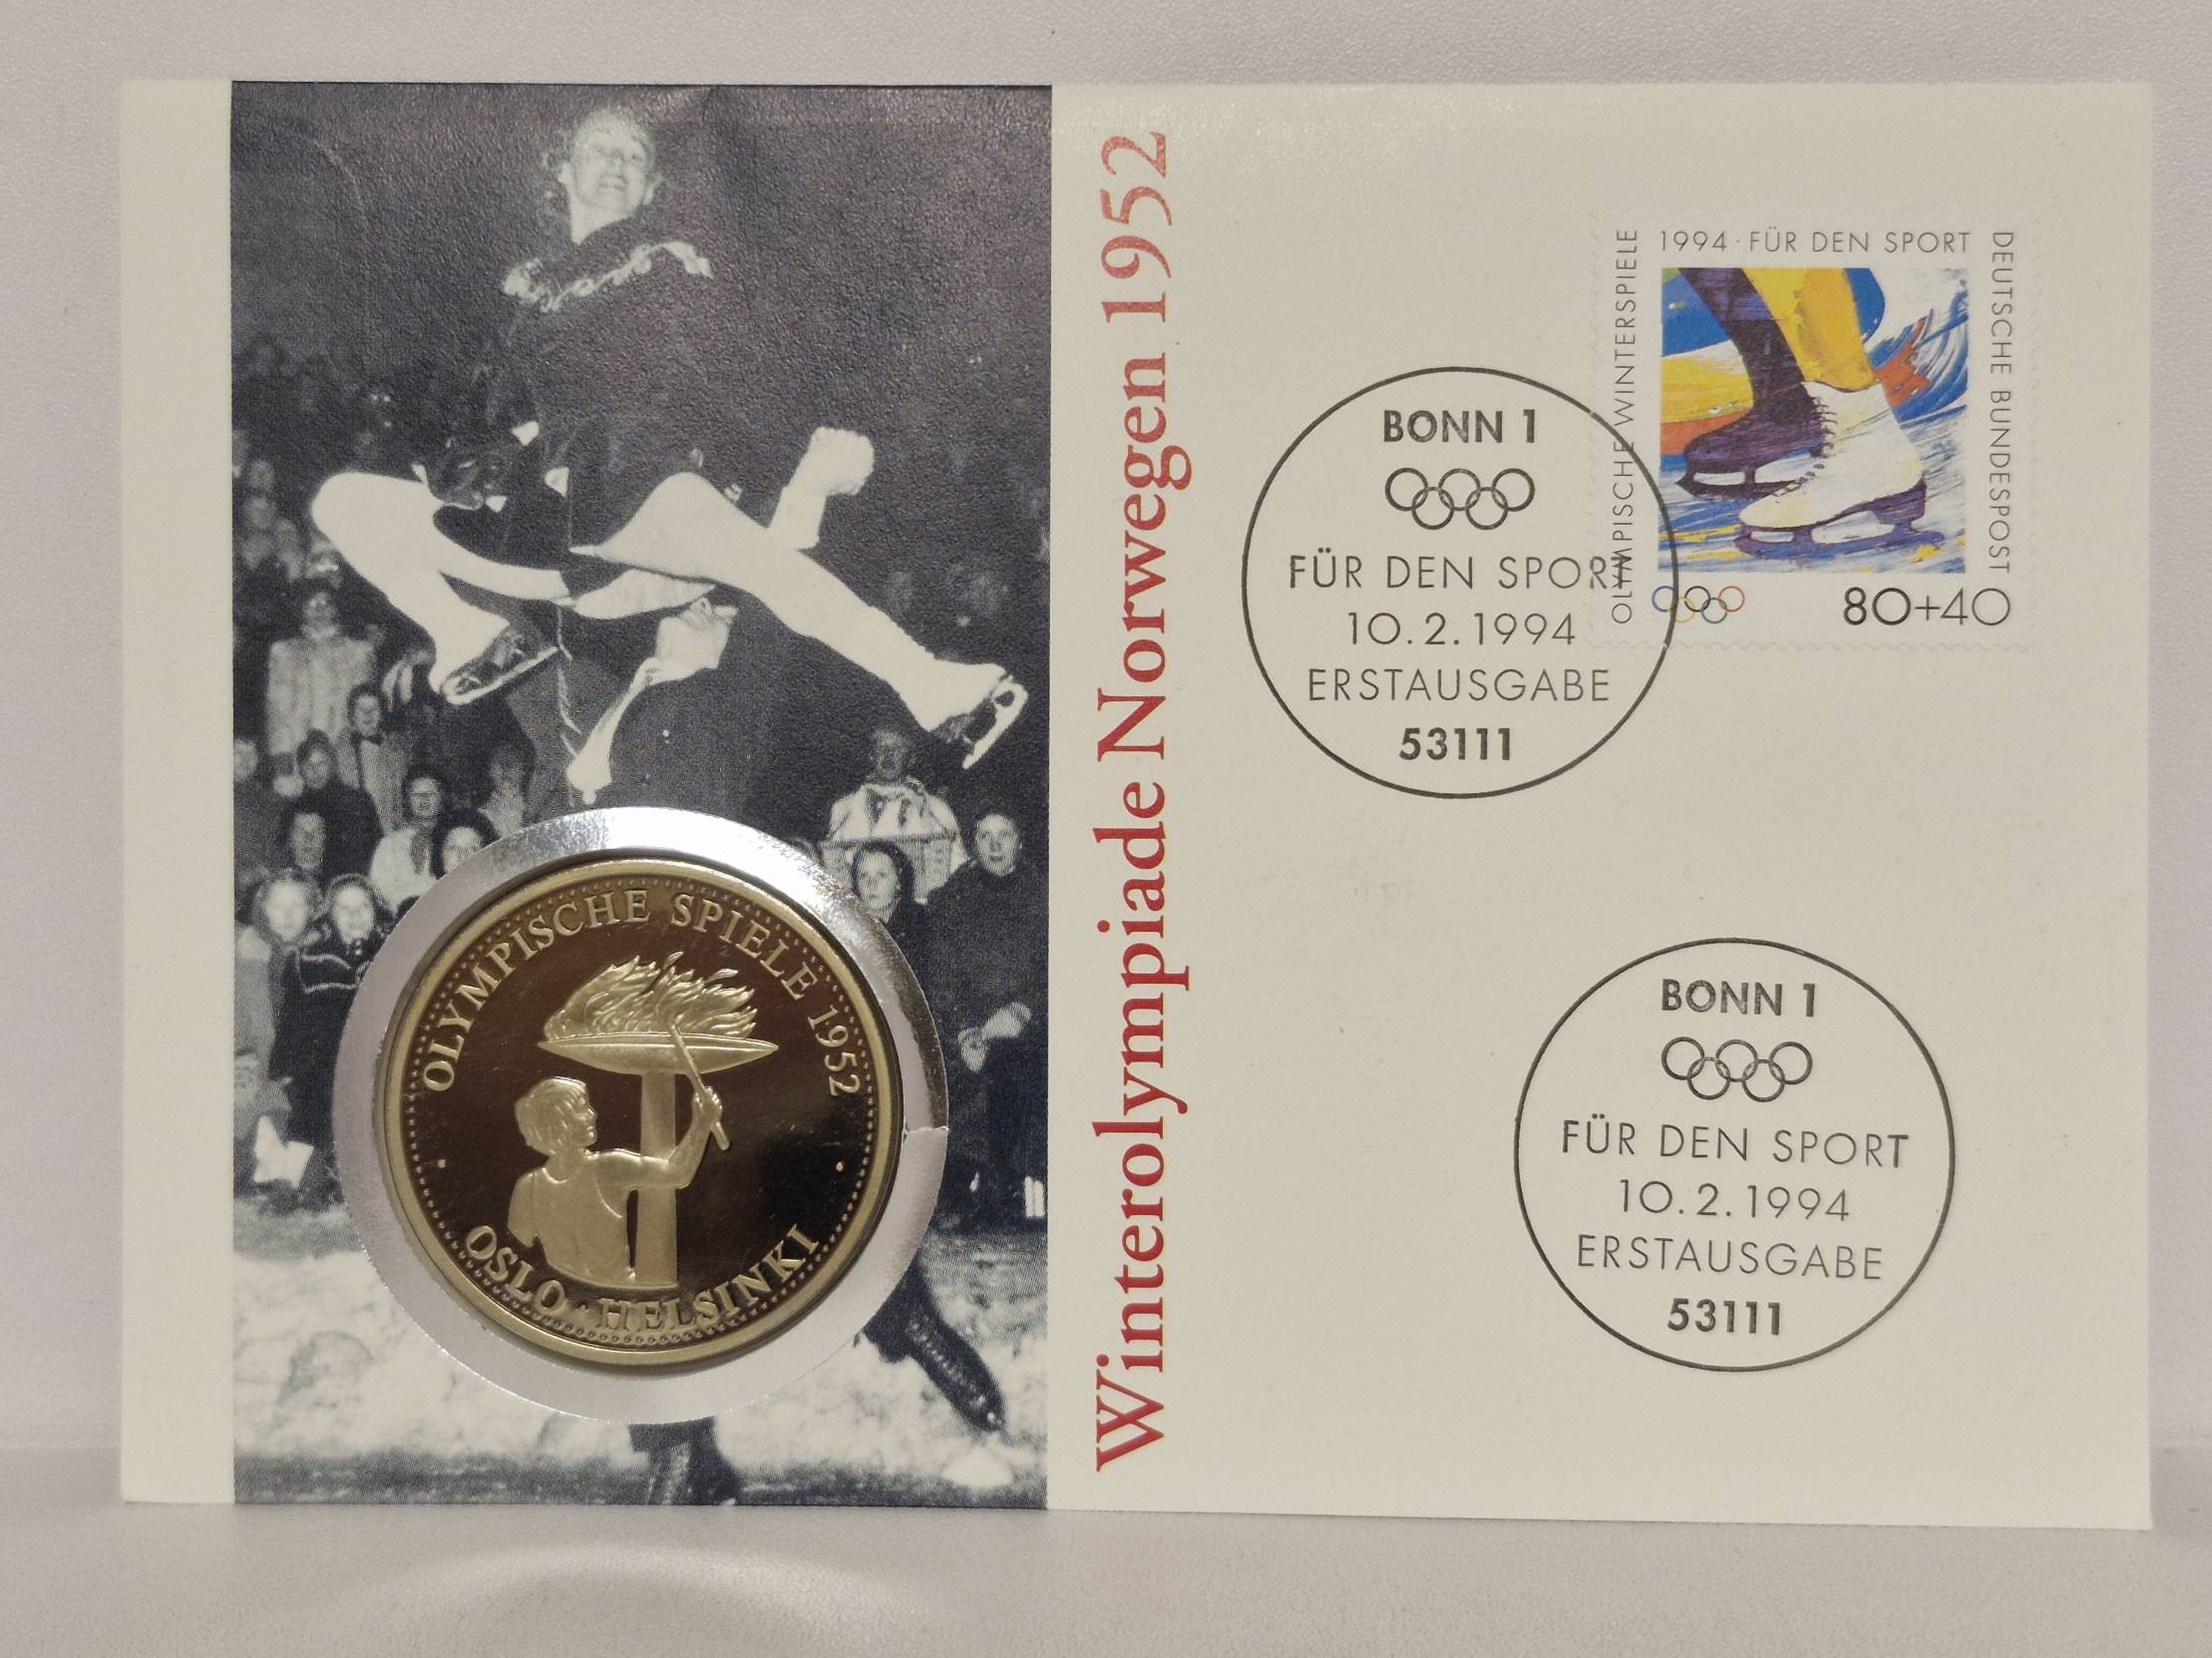 Winterolympiade Norwegen 1952
1994 · FÜR DEN SPORT
OLYMPISCHE WINTERSPIELE
DEUTSCHE BUNDESPOST
80+40
BONN 1
FÜR DEN SPORT
10.2.1994
ERSTAUSGABE
53111
OLYMPISCHE SPIELE 1952
OSLO · HELSINKI
BONN 1
FÜR DEN SPORT
10.2.1994
ERSTAUSGABE
53111